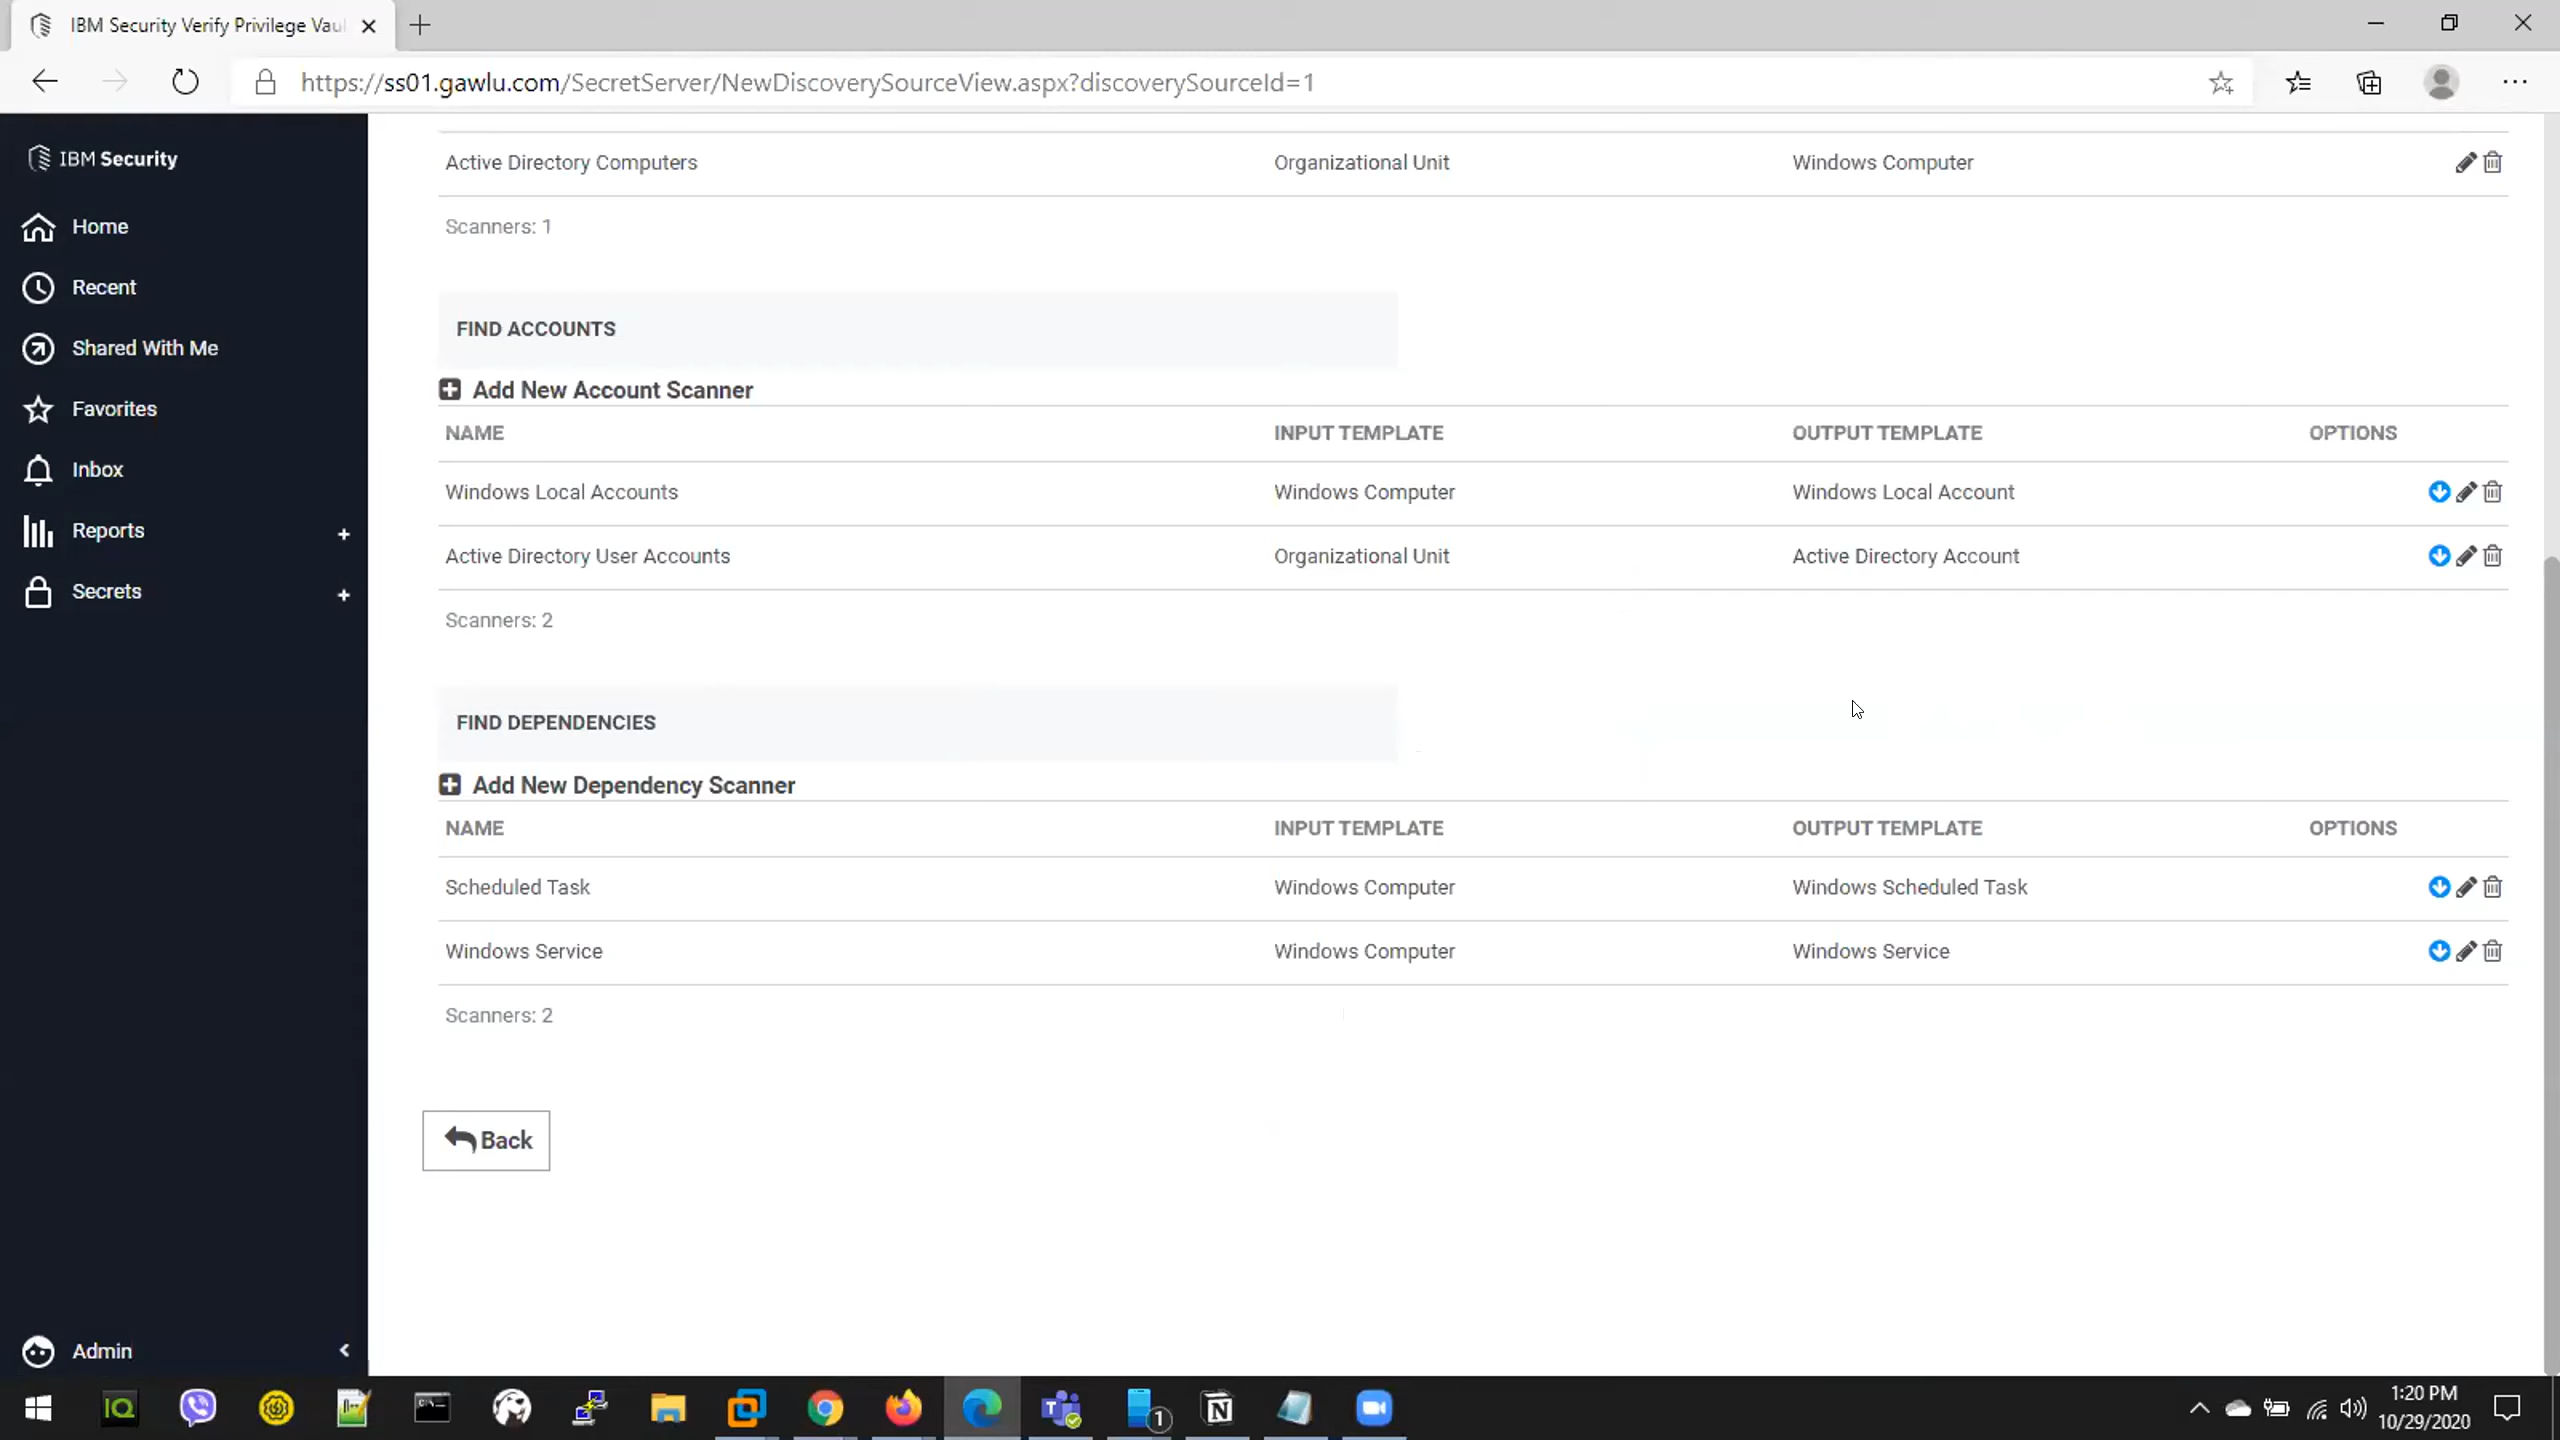 IBM Security Verify Privilege Vau
https://ss01.gawlu.com/SecretServer/NewDiscoverySourceView.aspx?discoverySourceId=1
IBM Security
Home
Recent
Shared With Me
Favorites
Inbox
Reports +
Secrets +
Admin
Active Directory Computers Organizational Unit Windows Computer
Scanners: 1
FIND ACCOUNTS
Add New Account Scanner
NAME INPUT TEMPLATE OUTPUT TEMPLATE OPTIONS
Windows Local Accounts Windows Computer Windows Local Account
Active Directory User Accounts Organizational Unit Active Directory Account
Scanners: 2
FIND DEPENDENCIES
Add New Dependency Scanner
NAME INPUT TEMPLATE OUTPUT TEMPLATE OPTIONS
Scheduled Task Windows Computer Windows Scheduled Task
Windows Service Windows Computer Windows Service
Scanners: 2
Back
IQ
1
1:20 PM
10/29/2020